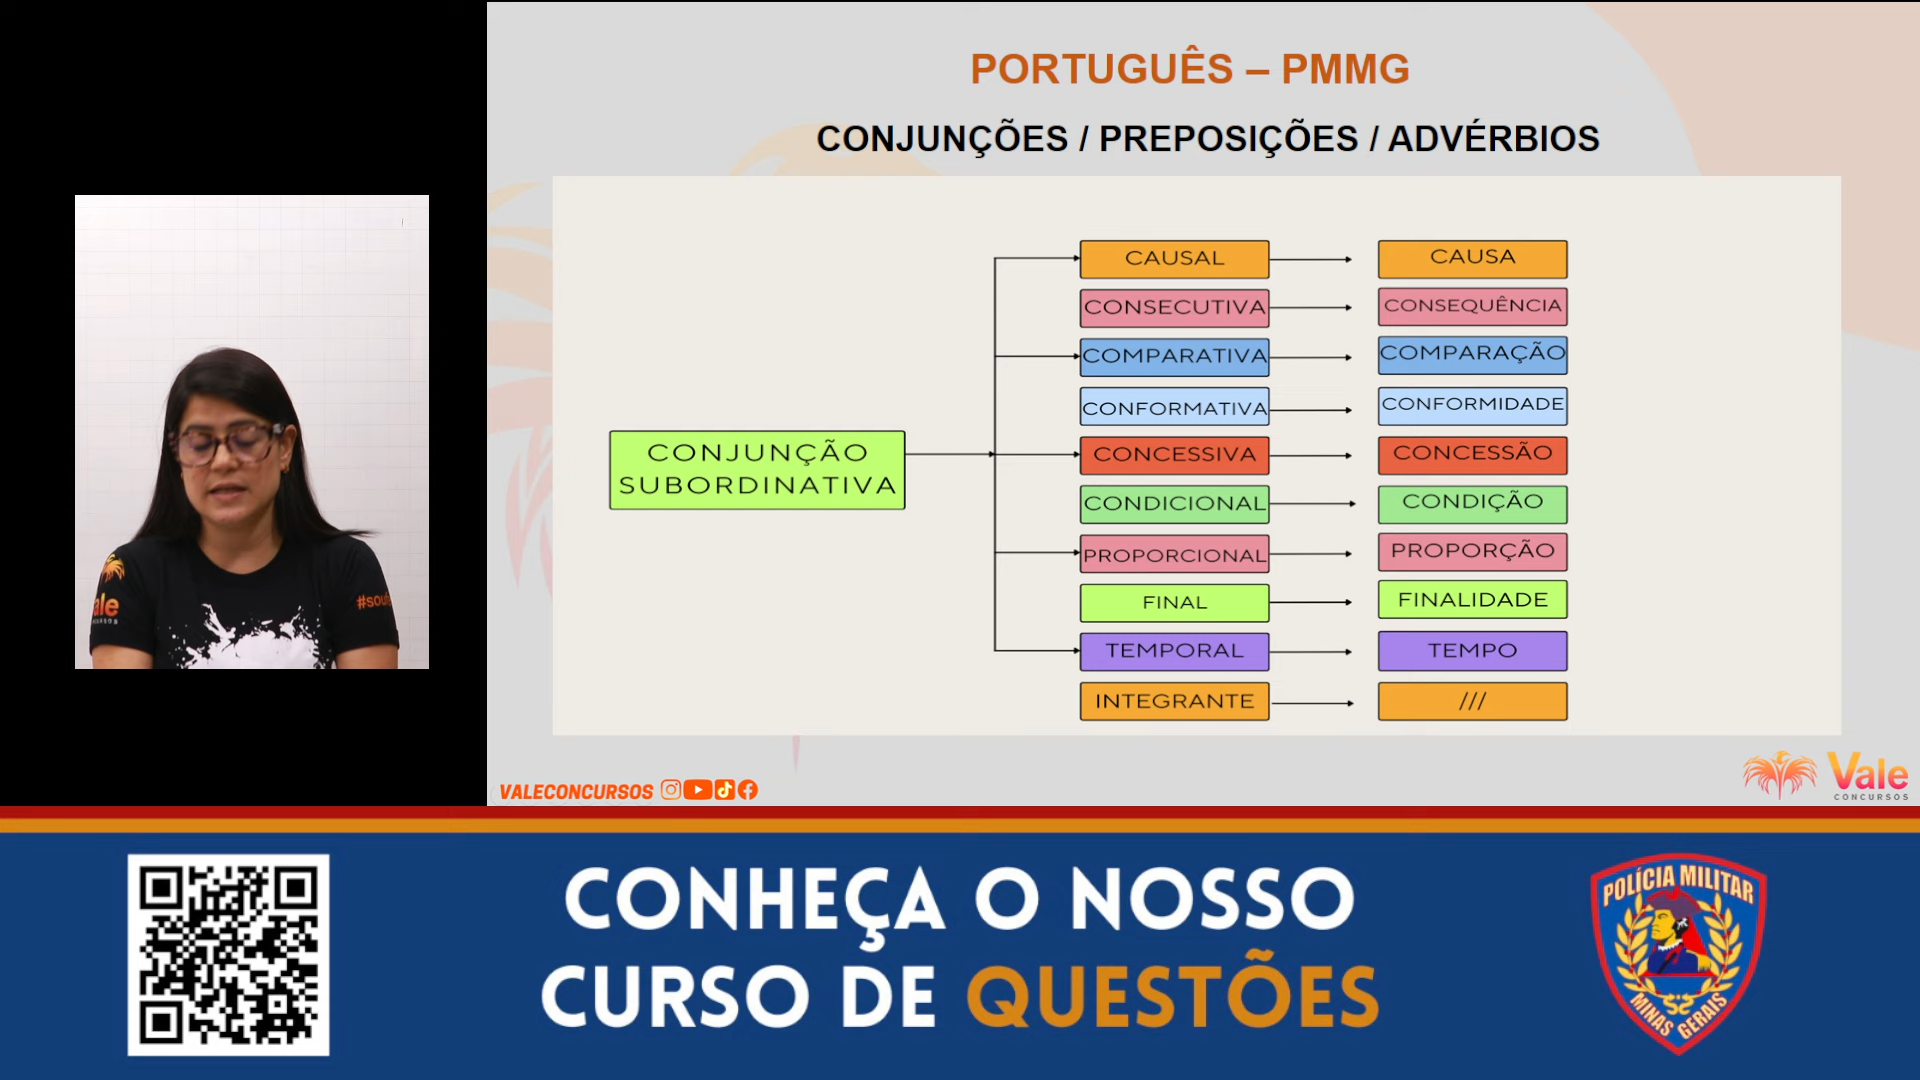 PORTUGUÊS – PMMG
CONJUNÇÕES / PREPOSIÇÕES / ADVÉRBIOS
CONJUNÇÃO
SUBORDINATIVA
CAUSAL
CAUSA
CONSECUTIVA
CONSEQUÊNCIA
COMPARATIVA
COMPARAÇÃO
CONFORMATIVA
CONFORMIDADE
CONCESSIVA
CONCESSÃO
CONDICIONAL
CONDIÇÃO
PROPORCIONAL
PROPORÇÃO
FINAL
FINALIDADE
TEMPORAL
TEMPO
INTEGRANTE
///
VALECONCURSOS
Vale
CONCURSOS
CONHEÇA O NOSSO
CURSO DE QUESTÕES
POLÍCIA MILITAR
MINAS GERAIS